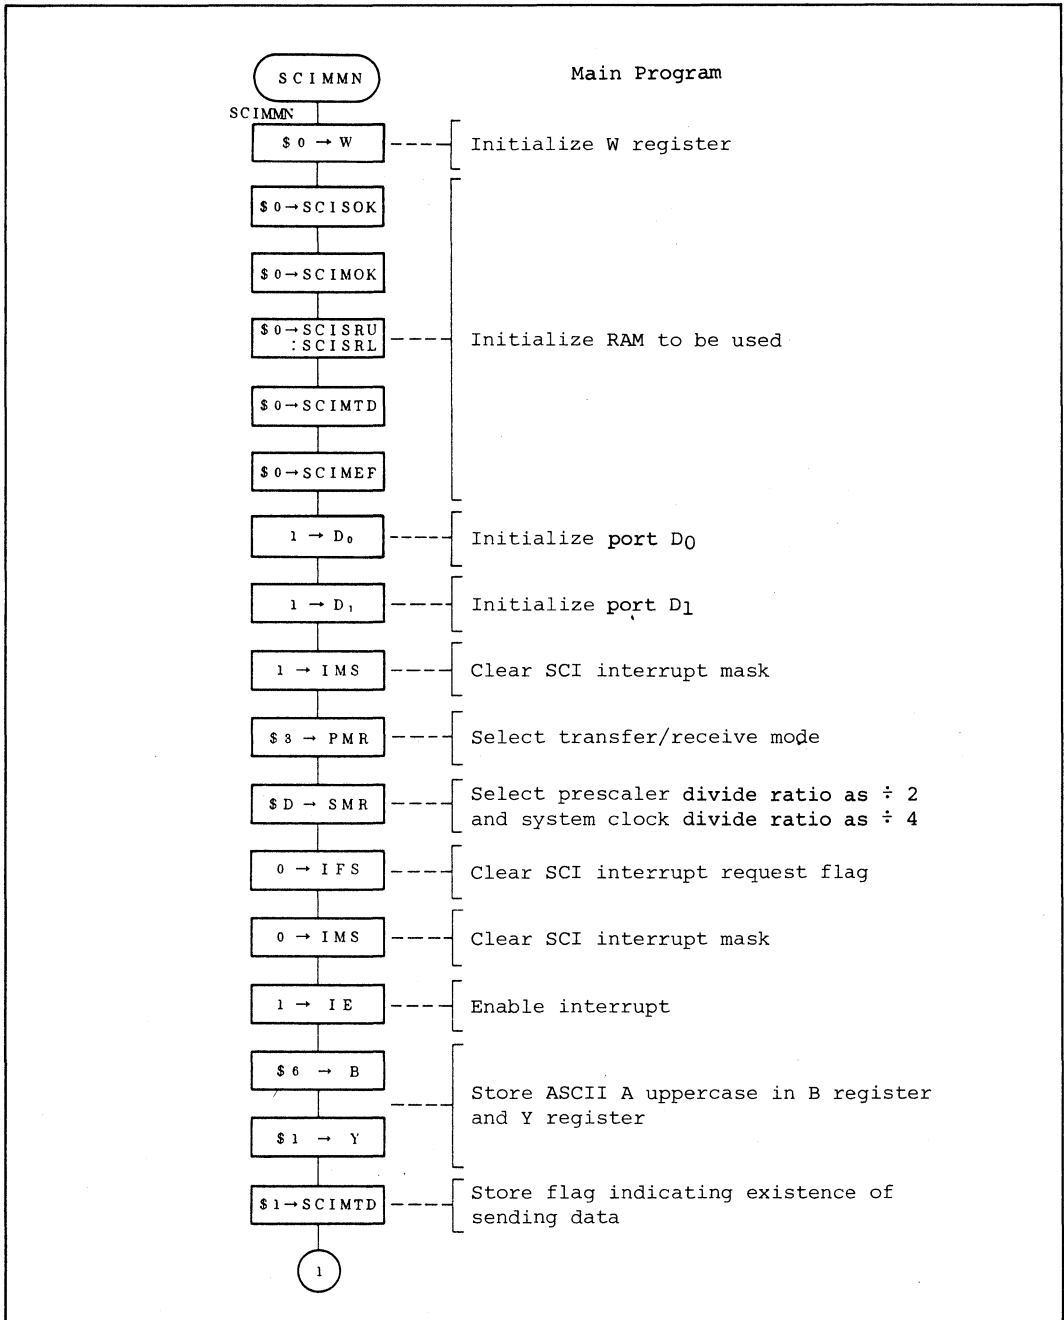 Main Program
SCIMMN
SCIMMN
$0 → W
Initialize W register
$0→SCISOK
$0→SCIMOK
$0→SCISRU
:SCISRL
Initialize RAM to be used
$0→SCIMTD
$0→SCIMEF
1 → D₀
Initialize port D0
1 → D₁
Initialize port D1
1 → IMS
Clear SCI interrupt mask
$3 → PMR
Select transfer/receive mode
$D → SMR
Select prescaler divide ratio as ÷ 2
and system clock divide ratio as ÷ 4
0 → IFS
Clear SCI interrupt request flag
0 → IMS
Clear SCI interrupt mask
1 → IE
Enable interrupt
$6 → B
Store ASCII A uppercase in B register
and Y register
$1 → Y
$1→SCIMTD
Store flag indicating existence of
sending data
1